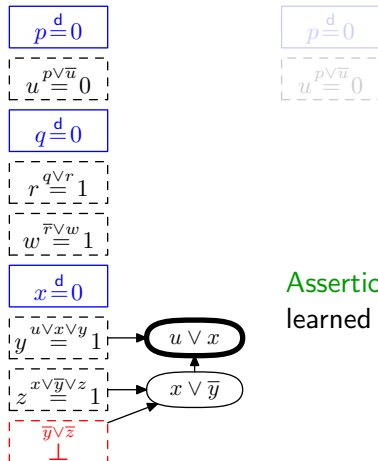 p d= 0
u p∨u̅= 0
q d= 0
r q∨r= 1
w r̅∨w= 1
x d= 0
y u∨x∨y= 1
z x∨y̅∨z= 1
y̅∨z̅
⊥
u ∨ x
x ∨ y̅
p d= 0
u p∨u̅= 0
Assertio
learned